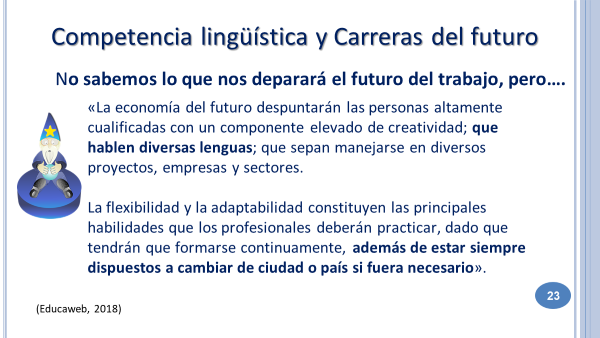 Competencia lingüística y Carreras del futuro
No sabemos lo que nos deparará el futuro del trabajo, pero….
«La economía del futuro despuntarán las personas altamente
cualificadas con un componente elevado de creatividad; que
hablen diversas lenguas; que sepan manejarse en diversos
proyectos, empresas y sectores.
La flexibilidad y la adaptabilidad constituyen las principales
habilidades que los profesionales deberán practicar, dado que
tendrán que formarse continuamente, además de estar siempre
dispuestos a cambiar de ciudad o país si fuera necesario».
23
(Educaweb, 2018)